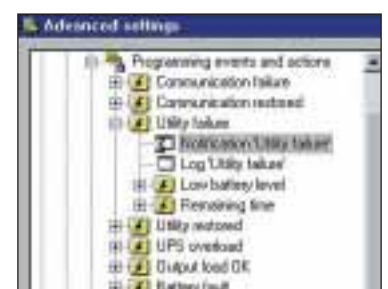 Advanced settings
Programming events and actions
Communication failure
Communication restored
Utility failure
Notification 'Utility failure'
Log 'Utility failure'
Low battery level
Remaining time
Utility restored
UPS overload
Output load OK
Battery fault